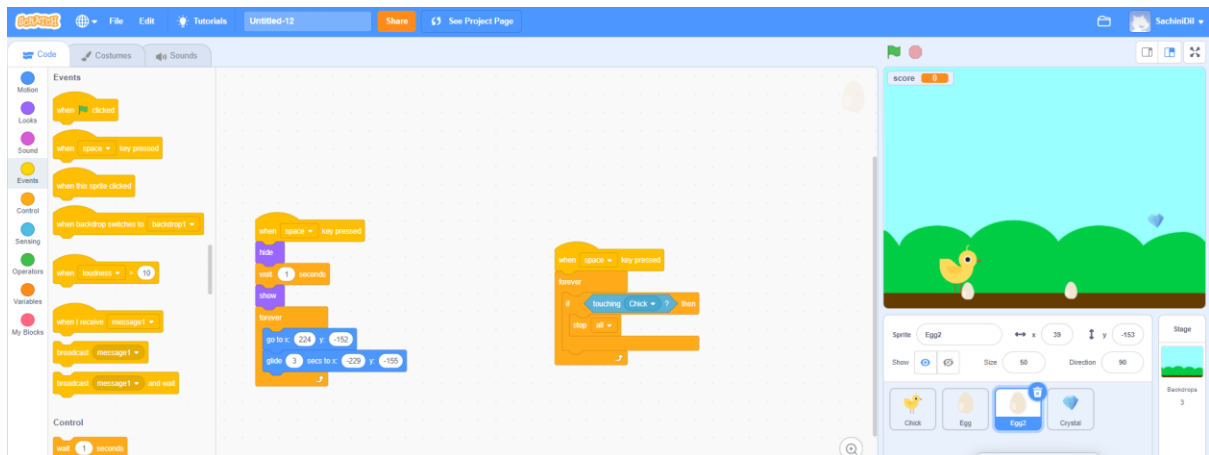 SCRATCH File Edit Tutorials Untitled-12 Share See Project Page SachiniDil
Code Costumes Sounds
Motion
Looks
Sound
Events
Control
Sensing
Operators
Variables
My Blocks
Events
when clicked
when space key pressed
when this sprite clicked
when backdrop switches to backdrop1
when loudness > 10
when I receive message1
broadcast message1
broadcast message1 and wait
Control
wait 1 seconds
when space key pressed
hide
wait 1 seconds
show
forever
go to x: 224 y: -152
glide 3 secs to x: -229 y: -155
when space key pressed
forever
if touching Chick ? then
stop all
score 0
Sprite Egg2 x 39 y -153
Show Size 50 Direction 90
Chick Egg Egg2 Crystal
Stage
Backdrops
3